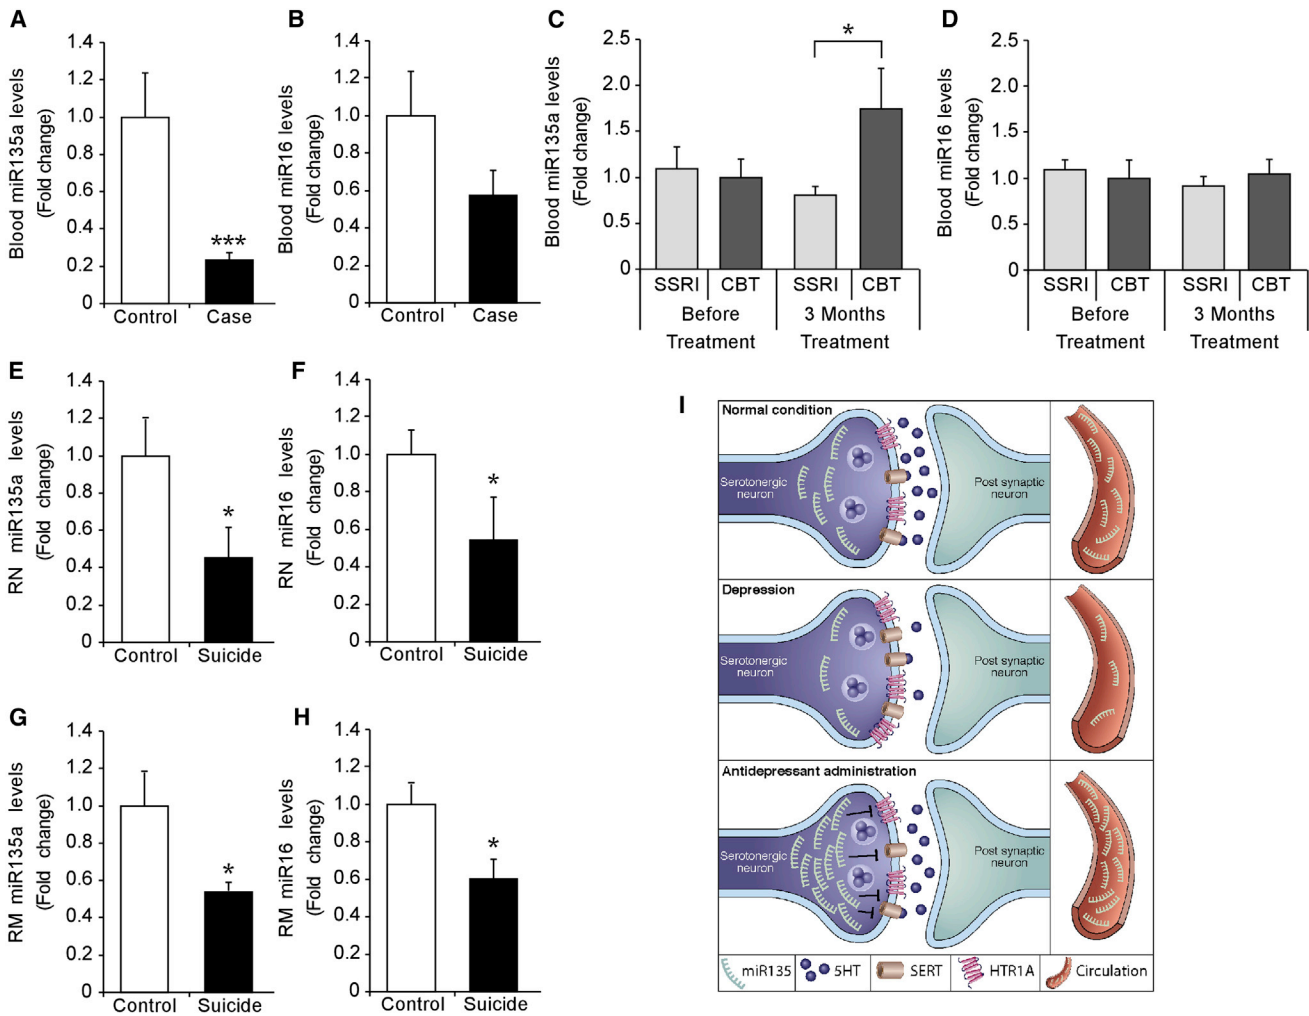 A
Blood miR135a levels
(Fold change)
1.4
1.2
1.0
0.8
0.6
0.4
0.2
0
***
Control
Case
B
Blood miR16 levels
(Fold change)
1.4
1.2
1.0
0.8
0.6
0.4
0.2
0
Control
Case
C
Blood miR135a levels
(Fold change)
2.5
2.0
1.5
1.0
0.5
0
*
SSRI
CBT
SSRI
CBT
Before
Treatment
3 Months
Treatment
D
Blood miR16 levels
(Fold change)
2.5
2.0
1.5
1.0
0.5
0
SSRI
CBT
SSRI
CBT
Before
Treatment
3 Months
Treatment
E
RN miR135a levels
(Fold change)
1.4
1.2
1.0
0.8
0.6
0.4
0.2
0
*
Control
Suicide
F
RN miR16 levels
(Fold change)
1.4
1.2
1.0
0.8
0.6
0.4
0.2
0
*
Control
Suicide
G
RM miR135a levels
(Fold change)
1.4
1.2
1.0
0.8
0.6
0.4
0.2
0
*
Control
Suicide
H
RM miR16 levels
(Fold change)
1.4
1.2
1.0
0.8
0.6
0.4
0.2
0
*
Control
Suicide
I
Normal condition
Serotonergic
neuron
Post synaptic
neuron
Depression
Serotonergic
neuron
Post synaptic
neuron
Antidepressant administration
Serotonergic
neuron
Post synaptic
neuron
miR135
5HT
SERT
HTR1A
Circulation